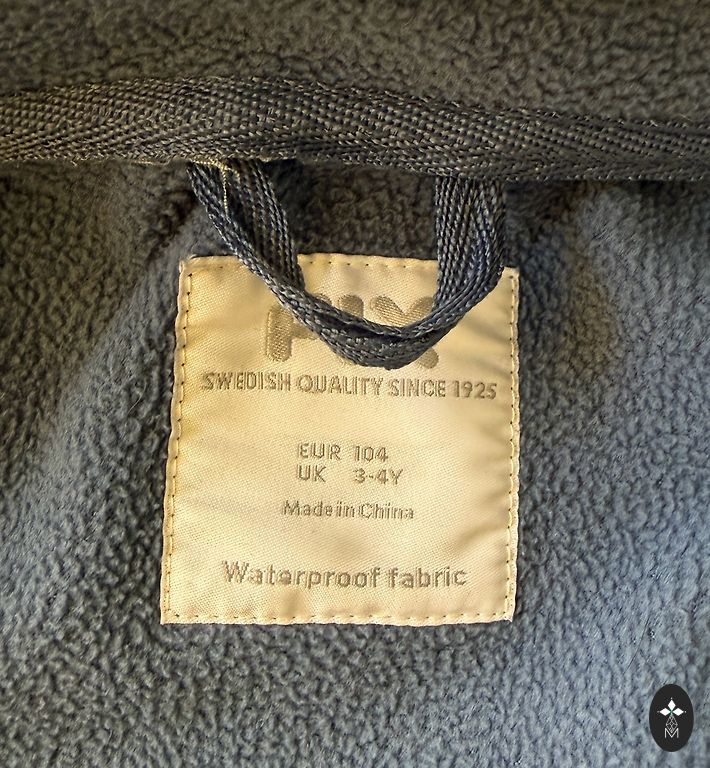 SWEDISH QUALITY SINCE 1925
EUR 104
UK 3-4Y
Made in China
Waterproof fabric